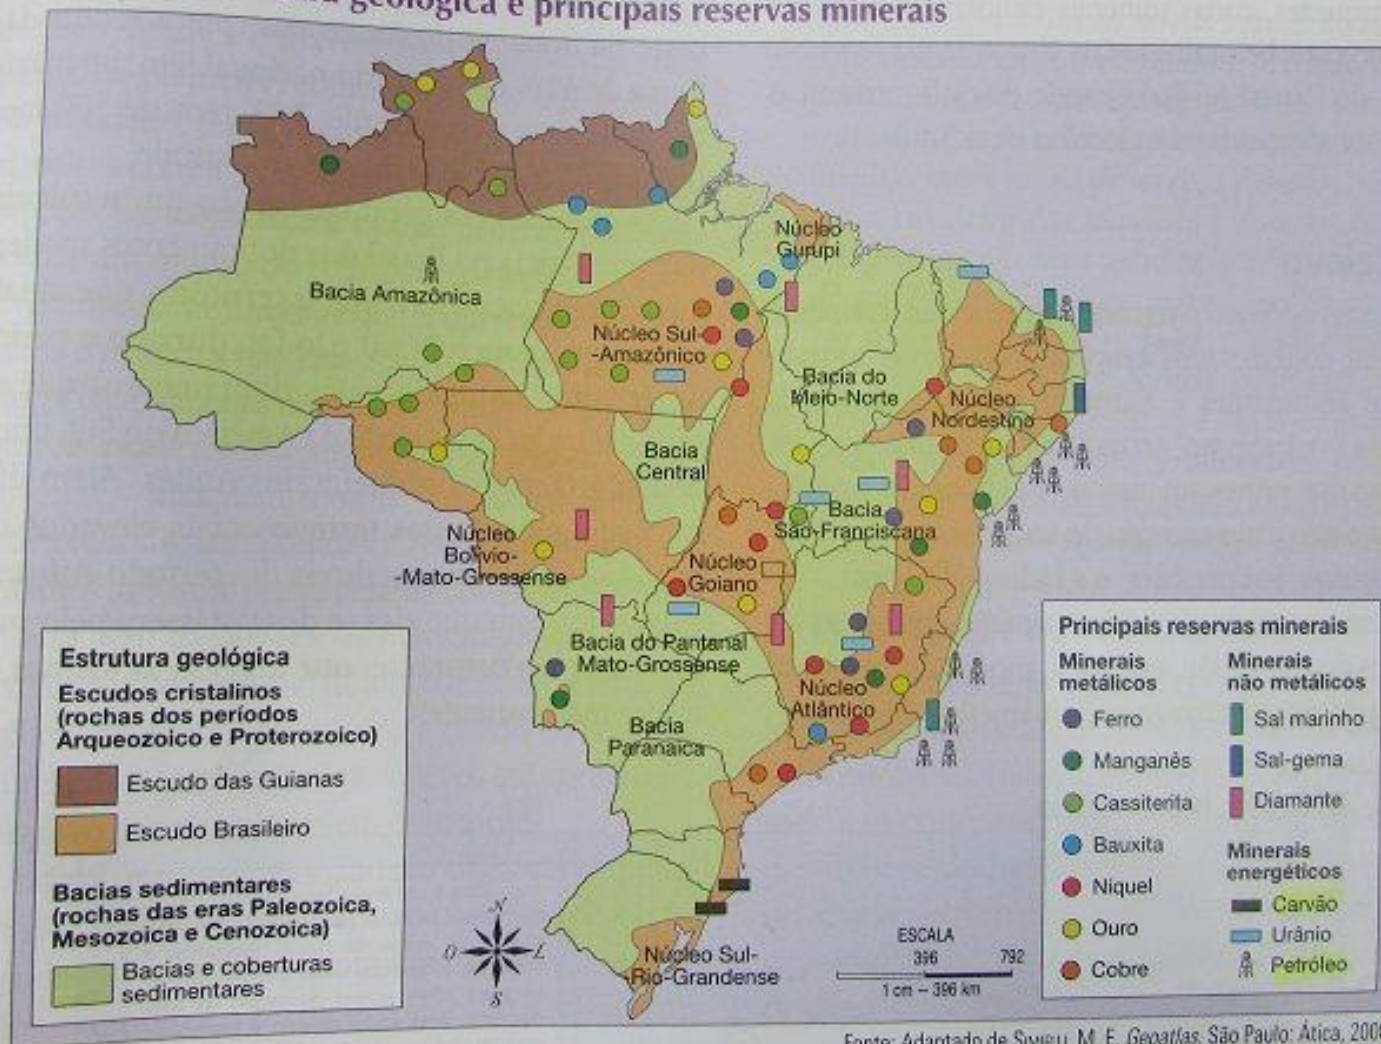 geológica e principais reservas minerais
Núcleo
Gurupi
Bacia Amazônica
Núcleo Sul-
-Amazônico
Bacia do
Meio-Norte
Núcleo
Nordestino
Bacia
Central
Bacia
São-Franciscana
Núcleo
Bolívio-
-Mato-Grossense
Núcleo
Goiano
Bacia do Pantanal
Mato-Grossense
Núcleo
Atlântico
Bacia
Paranaica
Núcleo Sul-
-Rio-Grandense
Estrutura geológica
Escudos cristalinos
(rochas dos períodos
Arqueozoico e Proterozoico)
Escudo das Guianas
Escudo Brasileiro
Bacias sedimentares
(rochas das eras Paleozoica,
Mesozoica e Cenozoica)
Bacias e coberturas
sedimentares
N
O L
S
ESCALA
396 792
1 cm – 396 km
Principais reservas minerais
Minerais
metálicos
Ferro
Manganês
Cassiterita
Bauxita
Níquel
Ouro
Cobre
Minerais
não metálicos
Sal marinho
Sal-gema
Diamante
Minerais
energéticos
Carvão
Urânio
Petróleo
Fonte: Adaptado de SIMIELLI, M. E. Geoatlas. São Paulo: Ática, 200